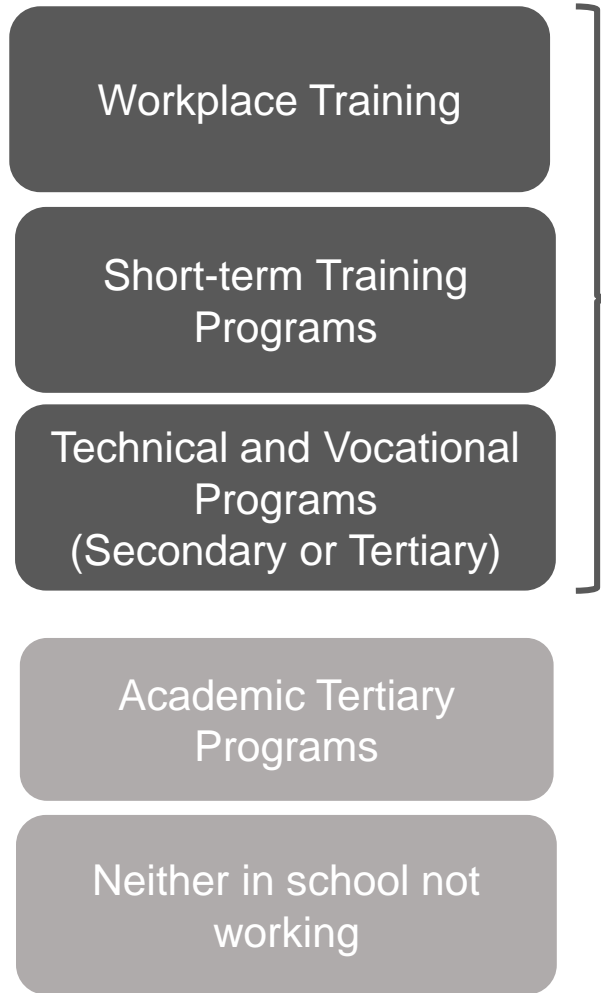 Workplace Training
Short-term Training
Programs
Technical and Vocational
Programs
(Secondary or Tertiary)
Academic Tertiary
Programs
Neither in school not
working